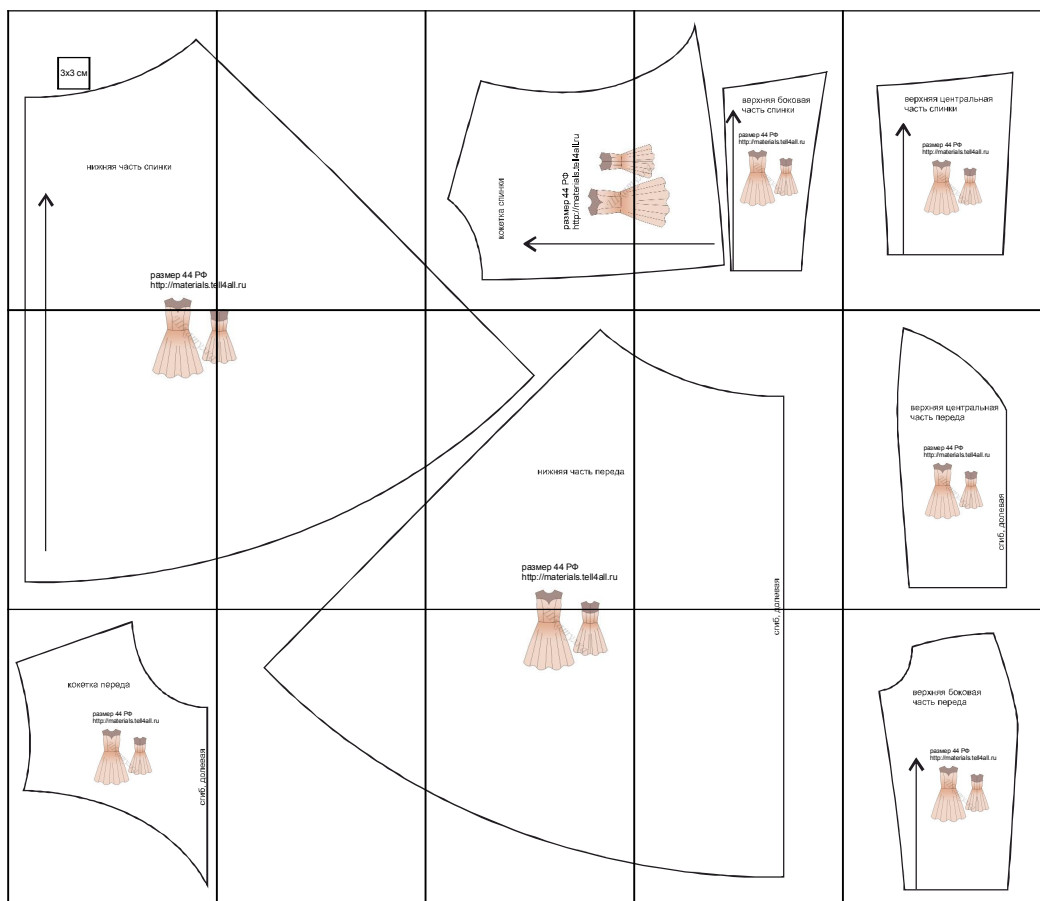 3х3 см
нижняя часть спинки
размер 44 РФ
http://materials.tell4all.ru
кокетка спинки
размер 44 РФ
http://materials.tell4all.ru
верхняя боковая
часть спинки
размер 44 РФ
http://materials.tell4all.ru
верхняя центральная
часть спинки
размер 44 РФ
http://materials.tell4all.ru
нижняя часть переда
размер 44 РФ
http://materials.tell4all.ru
сгиб, долевая
верхняя центральная
часть переда
размер 44 РФ
http://materials.tell4all.ru
сгиб, долевая
кокетка переда
размер 44 РФ
http://materials.tell4all.ru
сгиб, долевая
верхняя боковая
часть переда
размер 44 РФ
http://materials.tell4all.ru